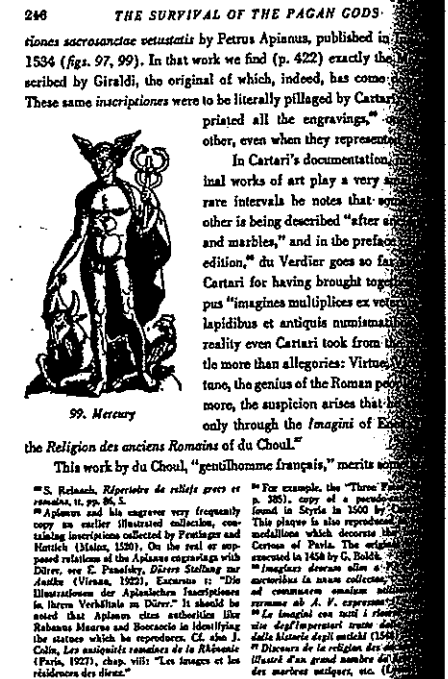 246 THE SURVIVAL OF THE PAGAN GODS
tiones sacrosanctae vetustatis by Petrus Apianus, published in
1534 (figs. 97, 99). In that work we find (p. 422) exactly the
scribed by Giraldi, the original of which, indeed, has come
These same inscriptiones were to be literally pillaged by Cartari
priated all the engravings,
other, even when they represented
In Cartari's documentation,
inal works of art play a very
rare intervals he notes that
other is being described "after
and marbles," and in the preface
edition," du Verdier goes so far
Cartari for having brought together
pus "imagines multiplices ex
lapidibus et antiquis numismatibus
reality even Cartari took from
tle more than allegories: Virtue,
tune, the genius of the Roman people
more, the suspicion arises that
99. Mercury
only through the Imagini of
the Religion des anciens Romains of du Choul.
This work by du Choul, "gentilhomme français," merits
S. Reinach, Répertoire de reliefs grecs et
romains, II, pp. 86, 5.
Apianus and his engraver very frequently
copy an earlier illustrated collection, con-
taining inscriptions collected by Peutinger and
Huttich (Mainz, 1520). On the real or sup-
posed relations of the Apianus engravings with
Dürer, see E. Panofsky, Dürers Stellung zur
Antike (Vienna, 1922), Excursus I: "Die
Illustrationen der Apianischen Inscriptiones
in ihrem Verhältnis zu Dürer." It should be
noted that Apianus cites authorities like
Rabanus Maurus and Boccaccio in identifying
the statues which he reproduces. Cf. also J.
Colin, Les antiquités romaines de la Rhénanie
(Paris, 1927), chap. viii: "Les images et les
résidences des dieux."
For example, the "Three
p. 385), copy of a pseudo-
found in Styria in 1500 by
This plaque is also reproduced
medallions which decorate the
Certosa of Pavia. The original
executed in 1458 by G. Boldù.
Imagines deorum
auctoribus in unum collectae,
ad communem omnium
Le imagini con tutti i
vite degl'Imperatori tratte
dalle historie degli antichi
Discours de la religion des
illustré d'un grand nombre de
des marbres antiques, etc.